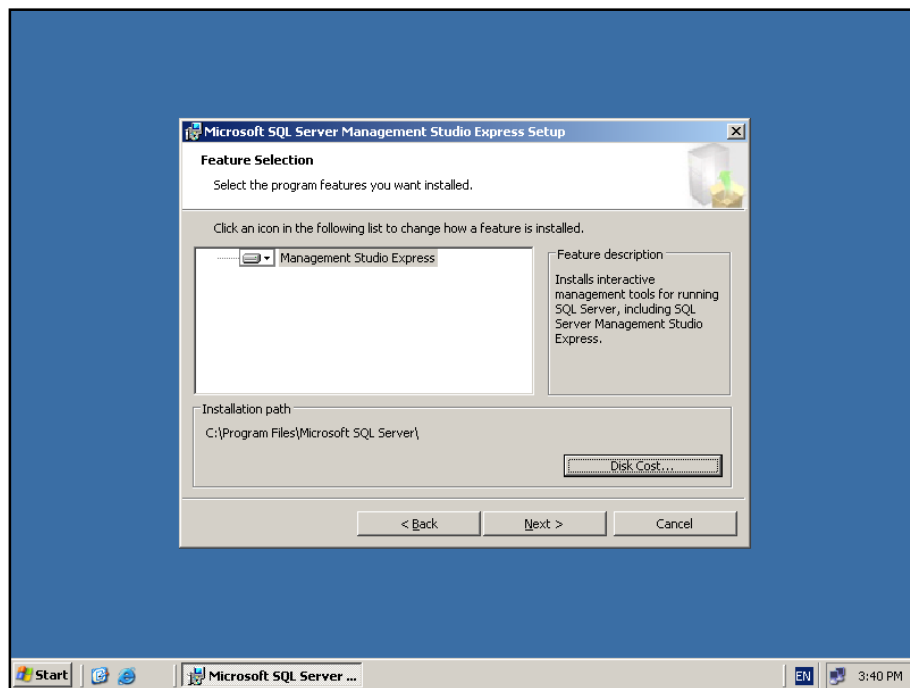 Microsoft SQL Server Management Studio Express Setup
Feature Selection
Select the program features you want installed.
Click an icon in the following list to change how a feature is installed.
Management Studio Express
Feature description
Installs interactive
management tools for running
SQL Server, including SQL
Server Management Studio
Express.
Installation path
C:\Program Files\Microsoft SQL Server\
Disk Cost...
< Back
Next >
Cancel
Start
Microsoft SQL Server ...
EN
3:40 PM